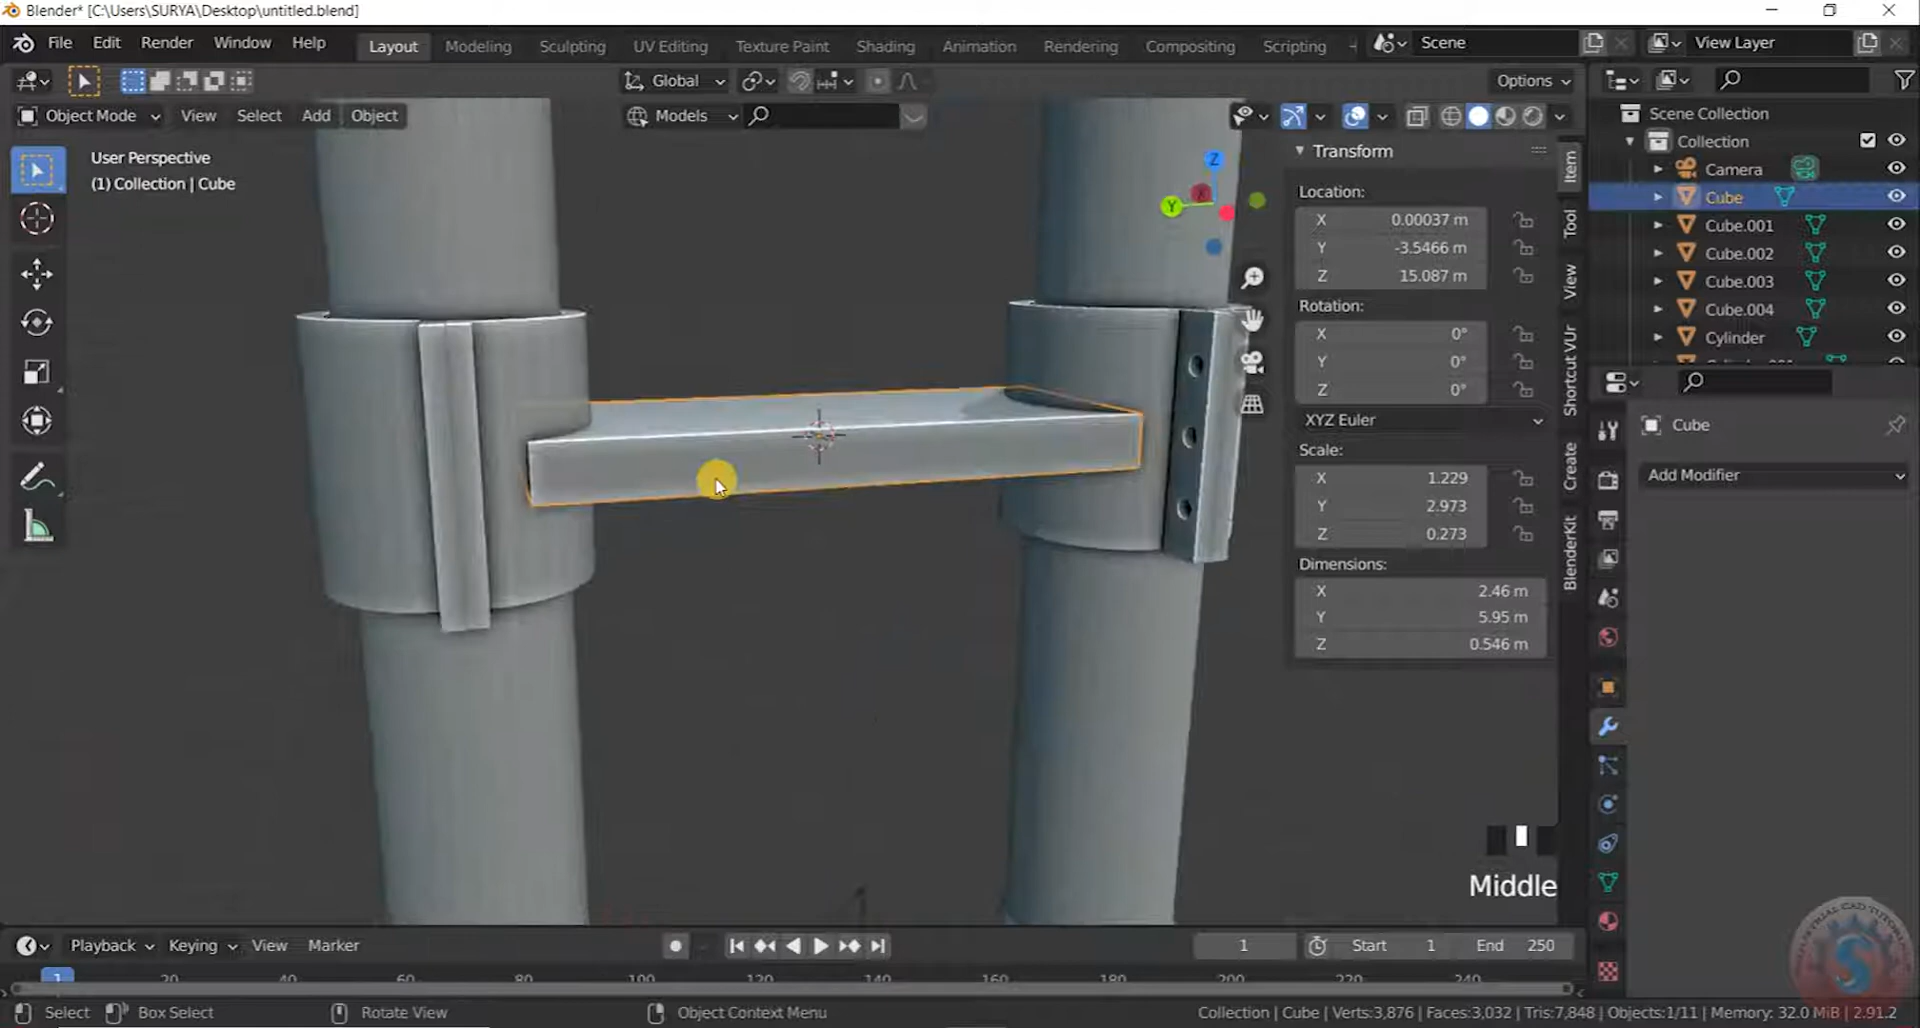 Blender* [C:\Users\SURYA\Desktop\untitled.blend]
File Edit Render Window Help Layout Modeling Sculpting UV Editing Texture Paint Shading Animation Rendering Compositing Scripting Scene View Layer
Global Options
Object Mode View Select Add Object Models
User Perspective
(1) Collection | Cube
Transform
Location:
X 0.00037 m
Y -3.5466 m
Z 15.087 m
Rotation:
X 0°
Y 0°
Z 0°
XYZ Euler
Scale:
X 1.229
Y 2.973
Z 0.273
Dimensions:
X 2.46 m
Y 5.95 m
Z 0.546 m
Item
Tool
View
Shortcut VUr
Create
BlenderKit
Z
X
Y
Scene Collection
Collection
Camera
Cube
Cube.001
Cube.002
Cube.003
Cube.004
Cylinder
Cube
Add Modifier
Middle
Playback Keying View Marker 1 Start 1 End 250
1 20 40 60 80 100 120 140 160 180 200 220 240
Select Box Select Rotate View Object Context Menu Collection | Cube | Verts:3,876 | Faces:3,032 | Tris:7,848 | Objects:1/11 | Memory: 32.0 MiB | 2.91.2